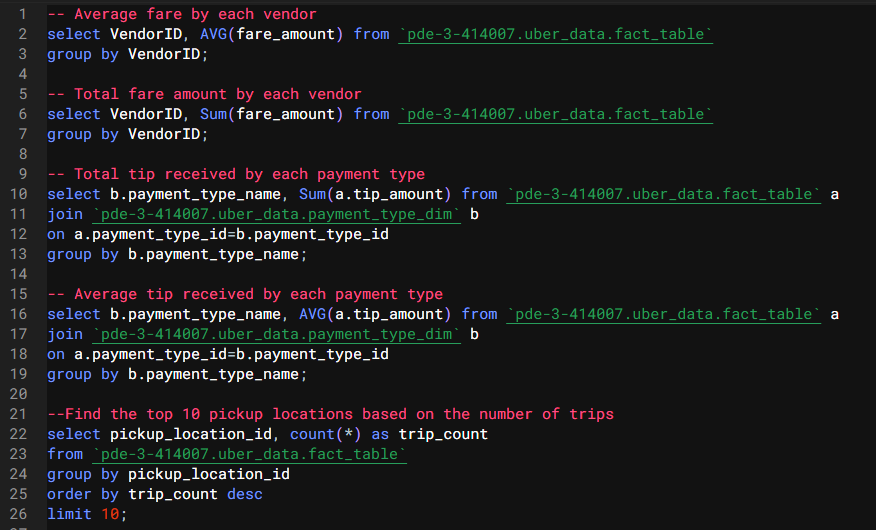 1 -- Average fare by each vendor
2 select VendorID, AVG(fare_amount) from `pde-3-414007.uber_data.fact_table`
3 group by VendorID;
4
5 -- Total fare amount by each vendor
6 select VendorID, Sum(fare_amount) from `pde-3-414007.uber_data.fact_table`
7 group by VendorID;
8
9 -- Total tip received by each payment type
10 select b.payment_type_name, Sum(a.tip_amount) from `pde-3-414007.uber_data.fact_table` a
11 join `pde-3-414007.uber_data.payment_type_dim` b
12 on a.payment_type_id=b.payment_type_id
13 group by b.payment_type_name;
14
15 -- Average tip received by each payment type
16 select b.payment_type_name, AVG(a.tip_amount) from `pde-3-414007.uber_data.fact_table` a
17 join `pde-3-414007.uber_data.payment_type_dim` b
18 on a.payment_type_id=b.payment_type_id
19 group by b.payment_type_name;
20
21 --Find the top 10 pickup locations based on the number of trips
22 select pickup_location_id, count(*) as trip_count
23 from `pde-3-414007.uber_data.fact_table`
24 group by pickup_location_id
25 order by trip_count desc
26 limit 10;